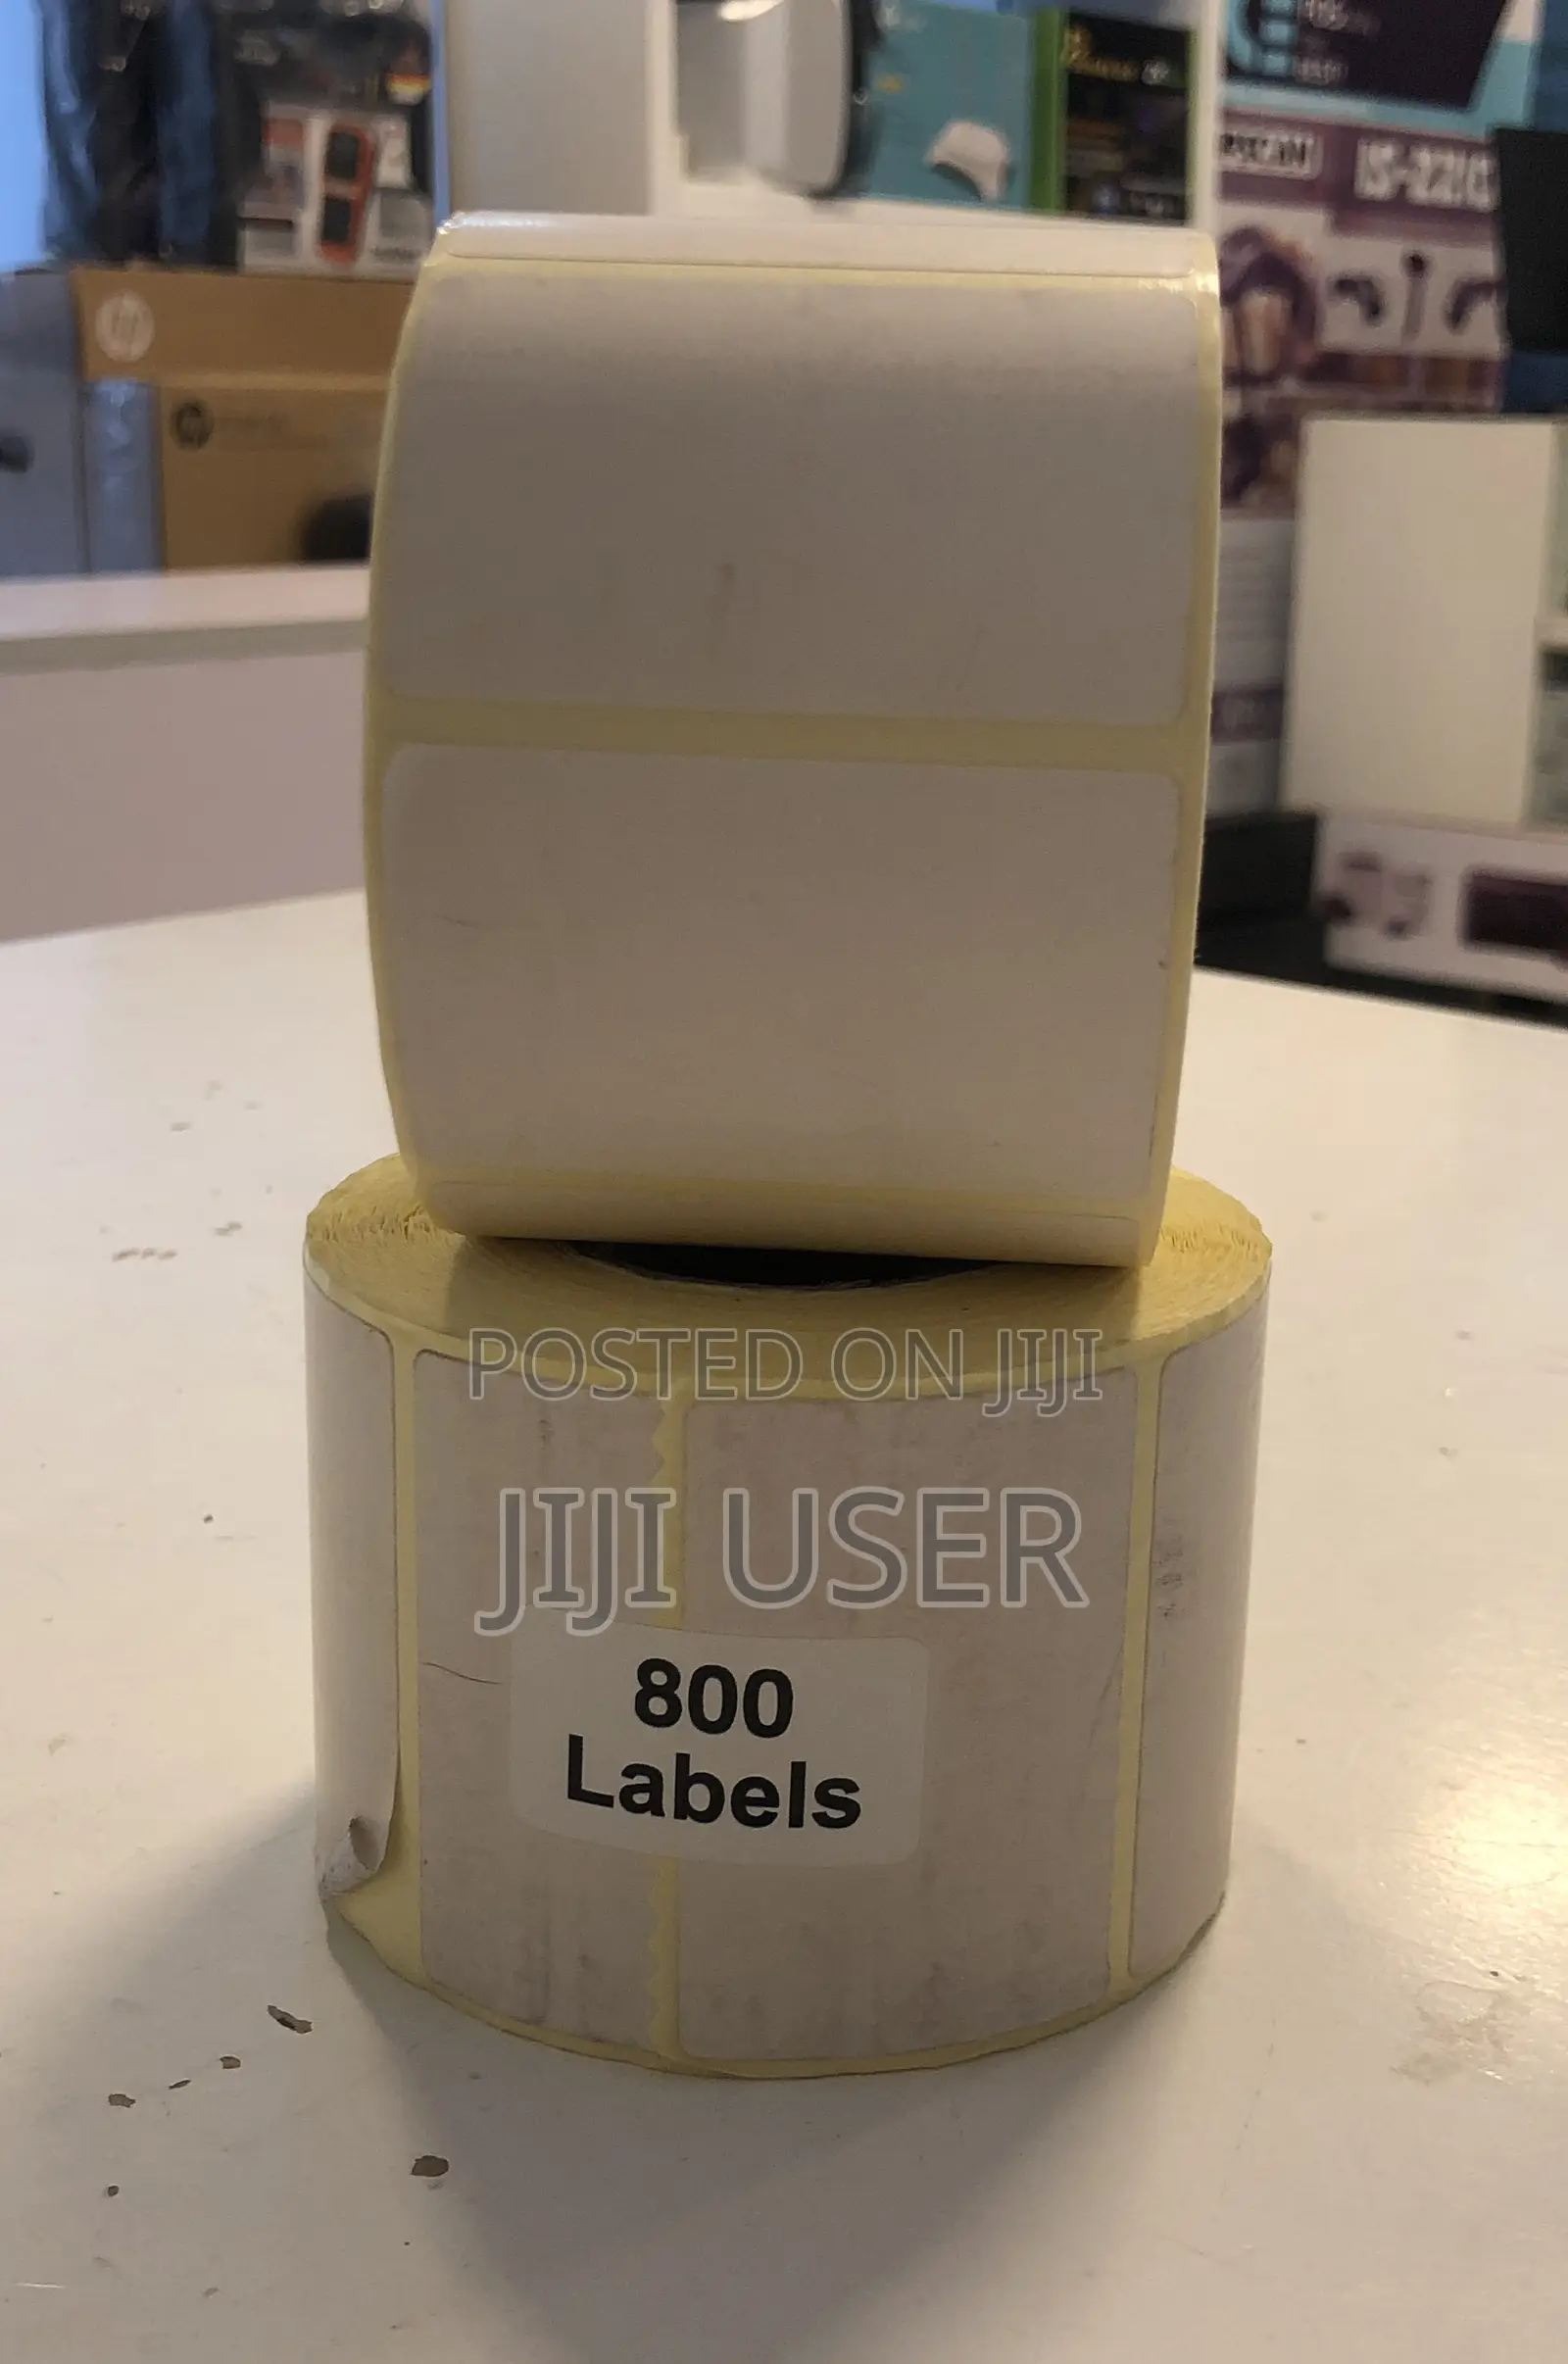 POSTED ON JIJI
JIJI USER
800
Labels